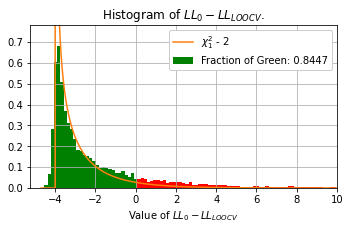 Histogram of LL₀ − LL_LOOCV.
χ²₁ - 2
Fraction of Green: 0.8447
0.7
0.6
0.5
0.4
0.3
0.2
0.1
0.0
−4 −2 0 2 4 6 8 10
Value of LL₀ − LL_LOOCV